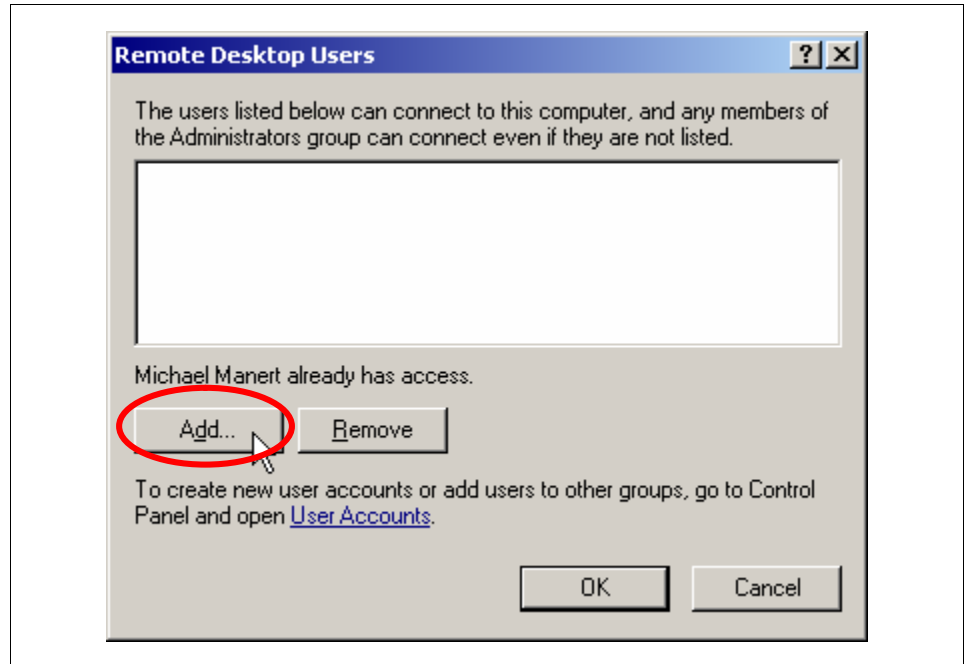 Remote Desktop Users
The users listed below can connect to this computer, and any members of
the Administrators group can connect even if they are not listed.
Michael Manert already has access.
Add... Remove
To create new user accounts or add users to other groups, go to Control
Panel and open User Accounts.
OK Cancel